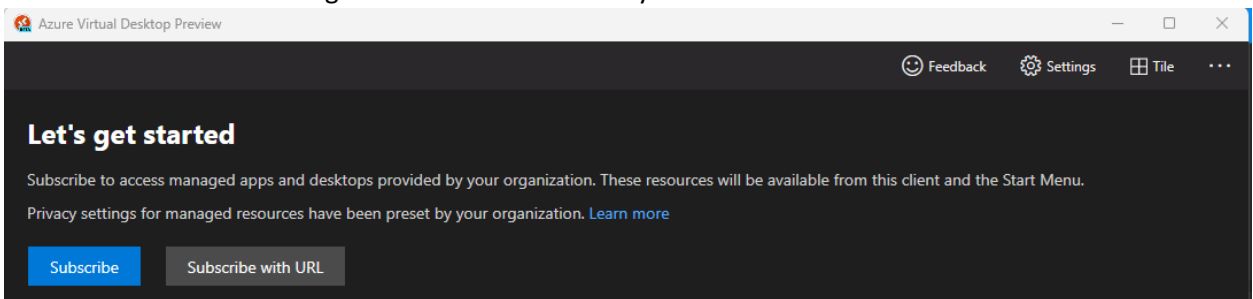 Azure Virtual Desktop Preview
Feedback Settings Tile ...
Let's get started
Subscribe to access managed apps and desktops provided by your organization. These resources will be available from this client and the Start Menu.
Privacy settings for managed resources have been preset by your organization. Learn more
Subscribe Subscribe with URL